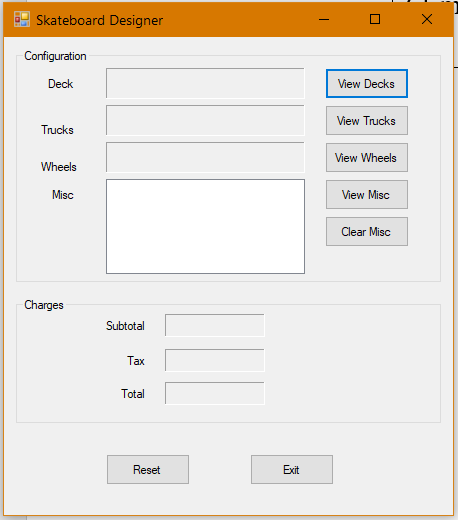 Skateboard Designer
Configuration
Deck
View Decks
Trucks
View Trucks
Wheels
View Wheels
Misc
View Misc
Clear Misc
Charges
Subtotal
Tax
Total
Reset
Exit